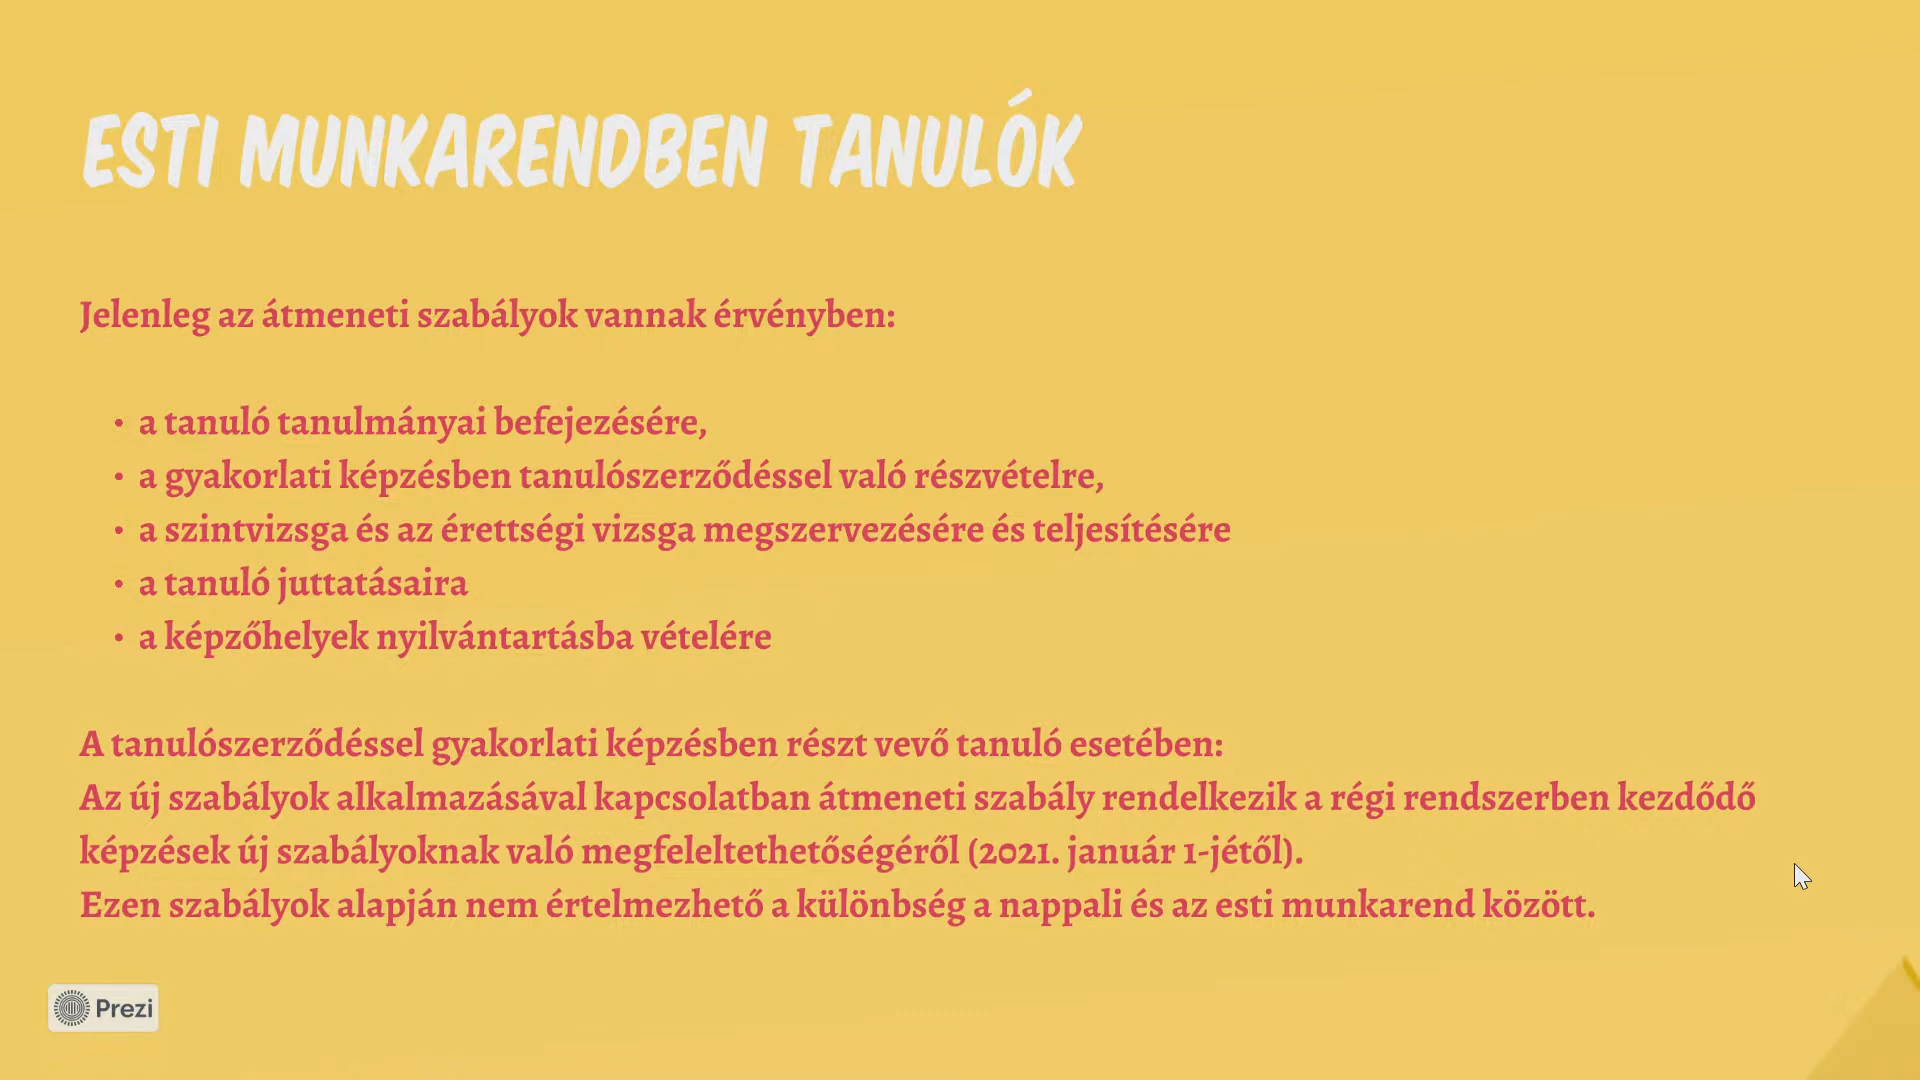 ESTI MUNKARENDBEN TANULÓK
Jelenleg az átmeneti szabályok vannak érvényben:
• a tanuló tanulmányai befejezésére,
• a gyakorlati képzésben tanulószerződéssel való részvételre,
• a szintvizsga és az érettségi vizsga megszervezésére és teljesítésére
• a tanuló juttatásaira
• a képzőhelyek nyilvántartásba vételére
A tanulószerződéssel gyakorlati képzésben részt vevő tanuló esetében:
Az új szabályok alkalmazásával kapcsolatban átmeneti szabály rendelkezik a régi rendszerben kezdődő
képzések új szabályoknak való megfeleltethetőségéről (2021. január 1-jétől).
Ezen szabályok alapján nem értelmezhető a különbség a nappali és az esti munkarend között.
Prezi